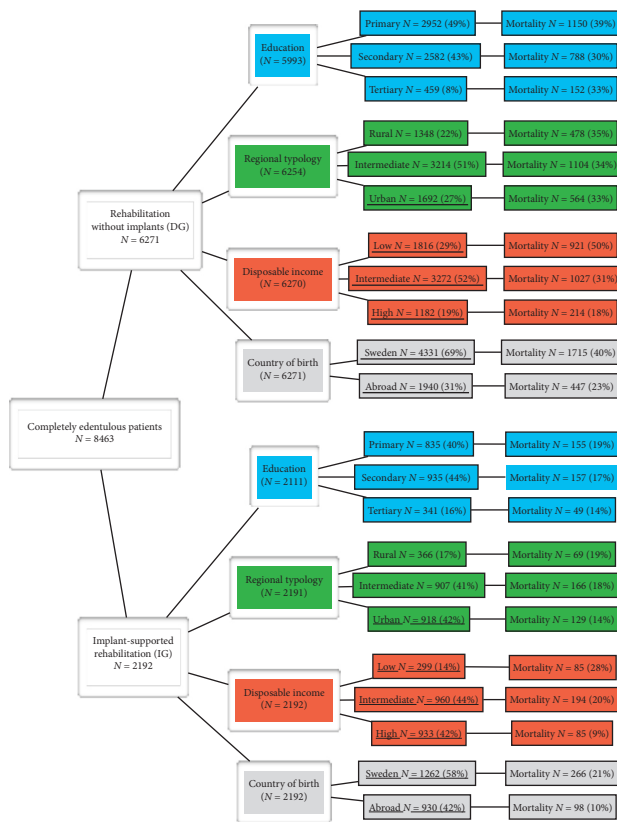 Completely edentulous patients
N = 8463
Rehabilitation
without implants (DG)
N = 6271
Education
(N = 5993)
Primary N = 2952 (49%)
Mortality N = 1150 (39%)
Secondary N = 2582 (43%)
Mortality N = 788 (30%)
Tertiary N = 459 (8%)
Mortality N = 152 (33%)
Regional typology
(N = 6254)
Rural N = 1348 (22%)
Mortality N = 478 (35%)
Intermediate N = 3214 (51%)
Mortality N = 1104 (34%)
Urban N = 1692 (27%)
Mortality N = 564 (33%)
Disposable income
(N = 6270)
Low N = 1816 (29%)
Mortality N = 921 (50%)
Intermediate N = 3272 (52%)
Mortality N = 1027 (31%)
High N = 1182 (19%)
Mortality N = 214 (18%)
Country of birth
(N = 6271)
Sweden N = 4331 (69%)
Mortality N = 1715 (40%)
Abroad N = 1940 (31%)
Mortality N = 447 (23%)
Implant-supported
rehabilitation (IG)
N = 2192
Education
(N = 2111)
Primary N = 835 (40%)
Mortality N = 155 (19%)
Secondary N = 935 (44%)
Mortality N = 157 (17%)
Tertiary N = 341 (16%)
Mortality N = 49 (14%)
Regional typology
(N = 2191)
Rural N = 366 (17%)
Mortality N = 69 (19%)
Intermediate N = 907 (41%)
Mortality N = 166 (18%)
Urban N = 918 (42%)
Mortality N = 129 (14%)
Disposable income
(N = 2192)
Low N = 299 (14%)
Mortality N = 85 (28%)
Intermediate N = 960 (44%)
Mortality N = 194 (20%)
High N = 933 (42%)
Mortality N = 85 (9%)
Country of birth
(N = 2192)
Sweden N = 1262 (58%)
Mortality N = 266 (21%)
Abroad N = 930 (42%)
Mortality N = 98 (10%)